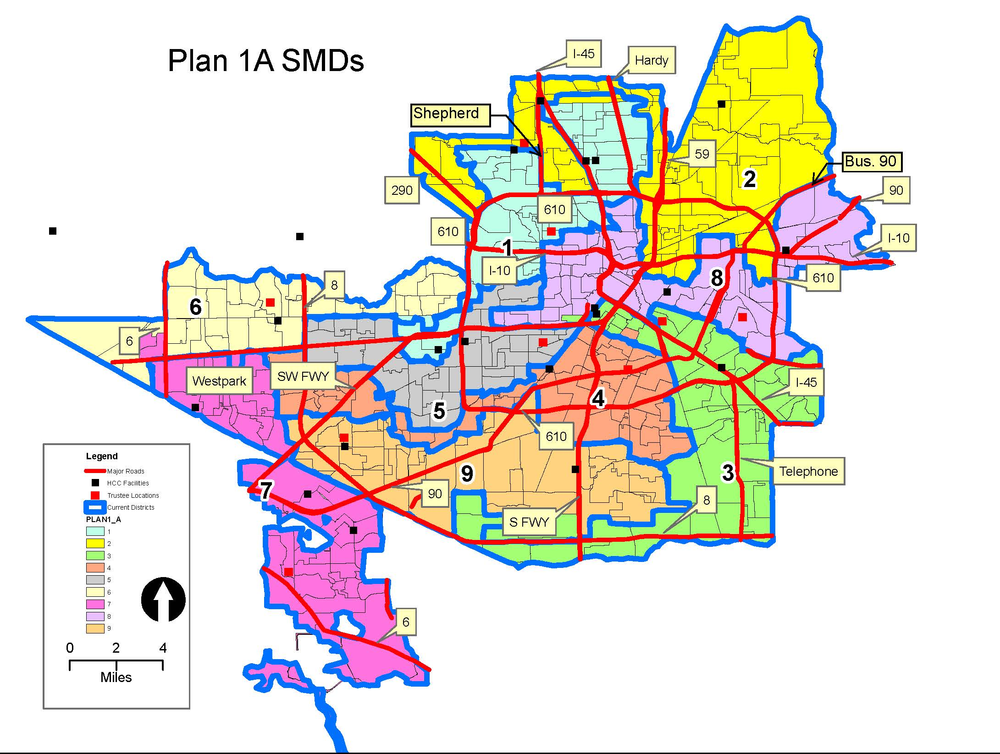 Plan 1A SMDs
I-45
Hardy
Shepherd
59
Bus. 90
2
290
90
610
610
I-10
1
I-10
8
610
8
6
6
Westpark
SW FWY
I-45
4
5
610
3
Telephone
9
7
90
8
S FWY
6
Legend
Major Roads
HCC Facilities
Trustee Locations
Current Districts
PLAN1_A
1
2
3
4
5
6
7
8
9
0 2 4
Miles